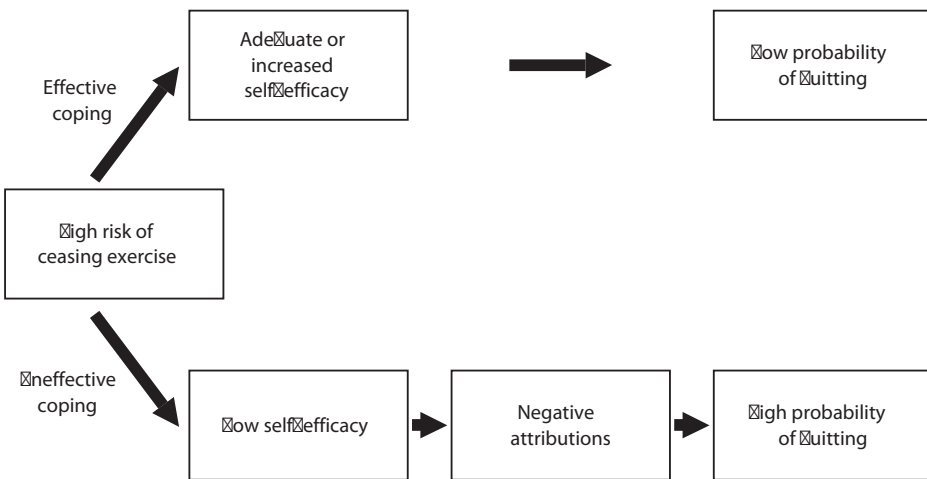 Ade☒uate or
increased
self☒efficacy
☒ow probability
of ☒uitting
Effective
coping
☒igh risk of
ceasing exercise
☒neffective
coping
☒ow self☒efficacy
Negative
attributions
☒igh probability
of ☒uitting